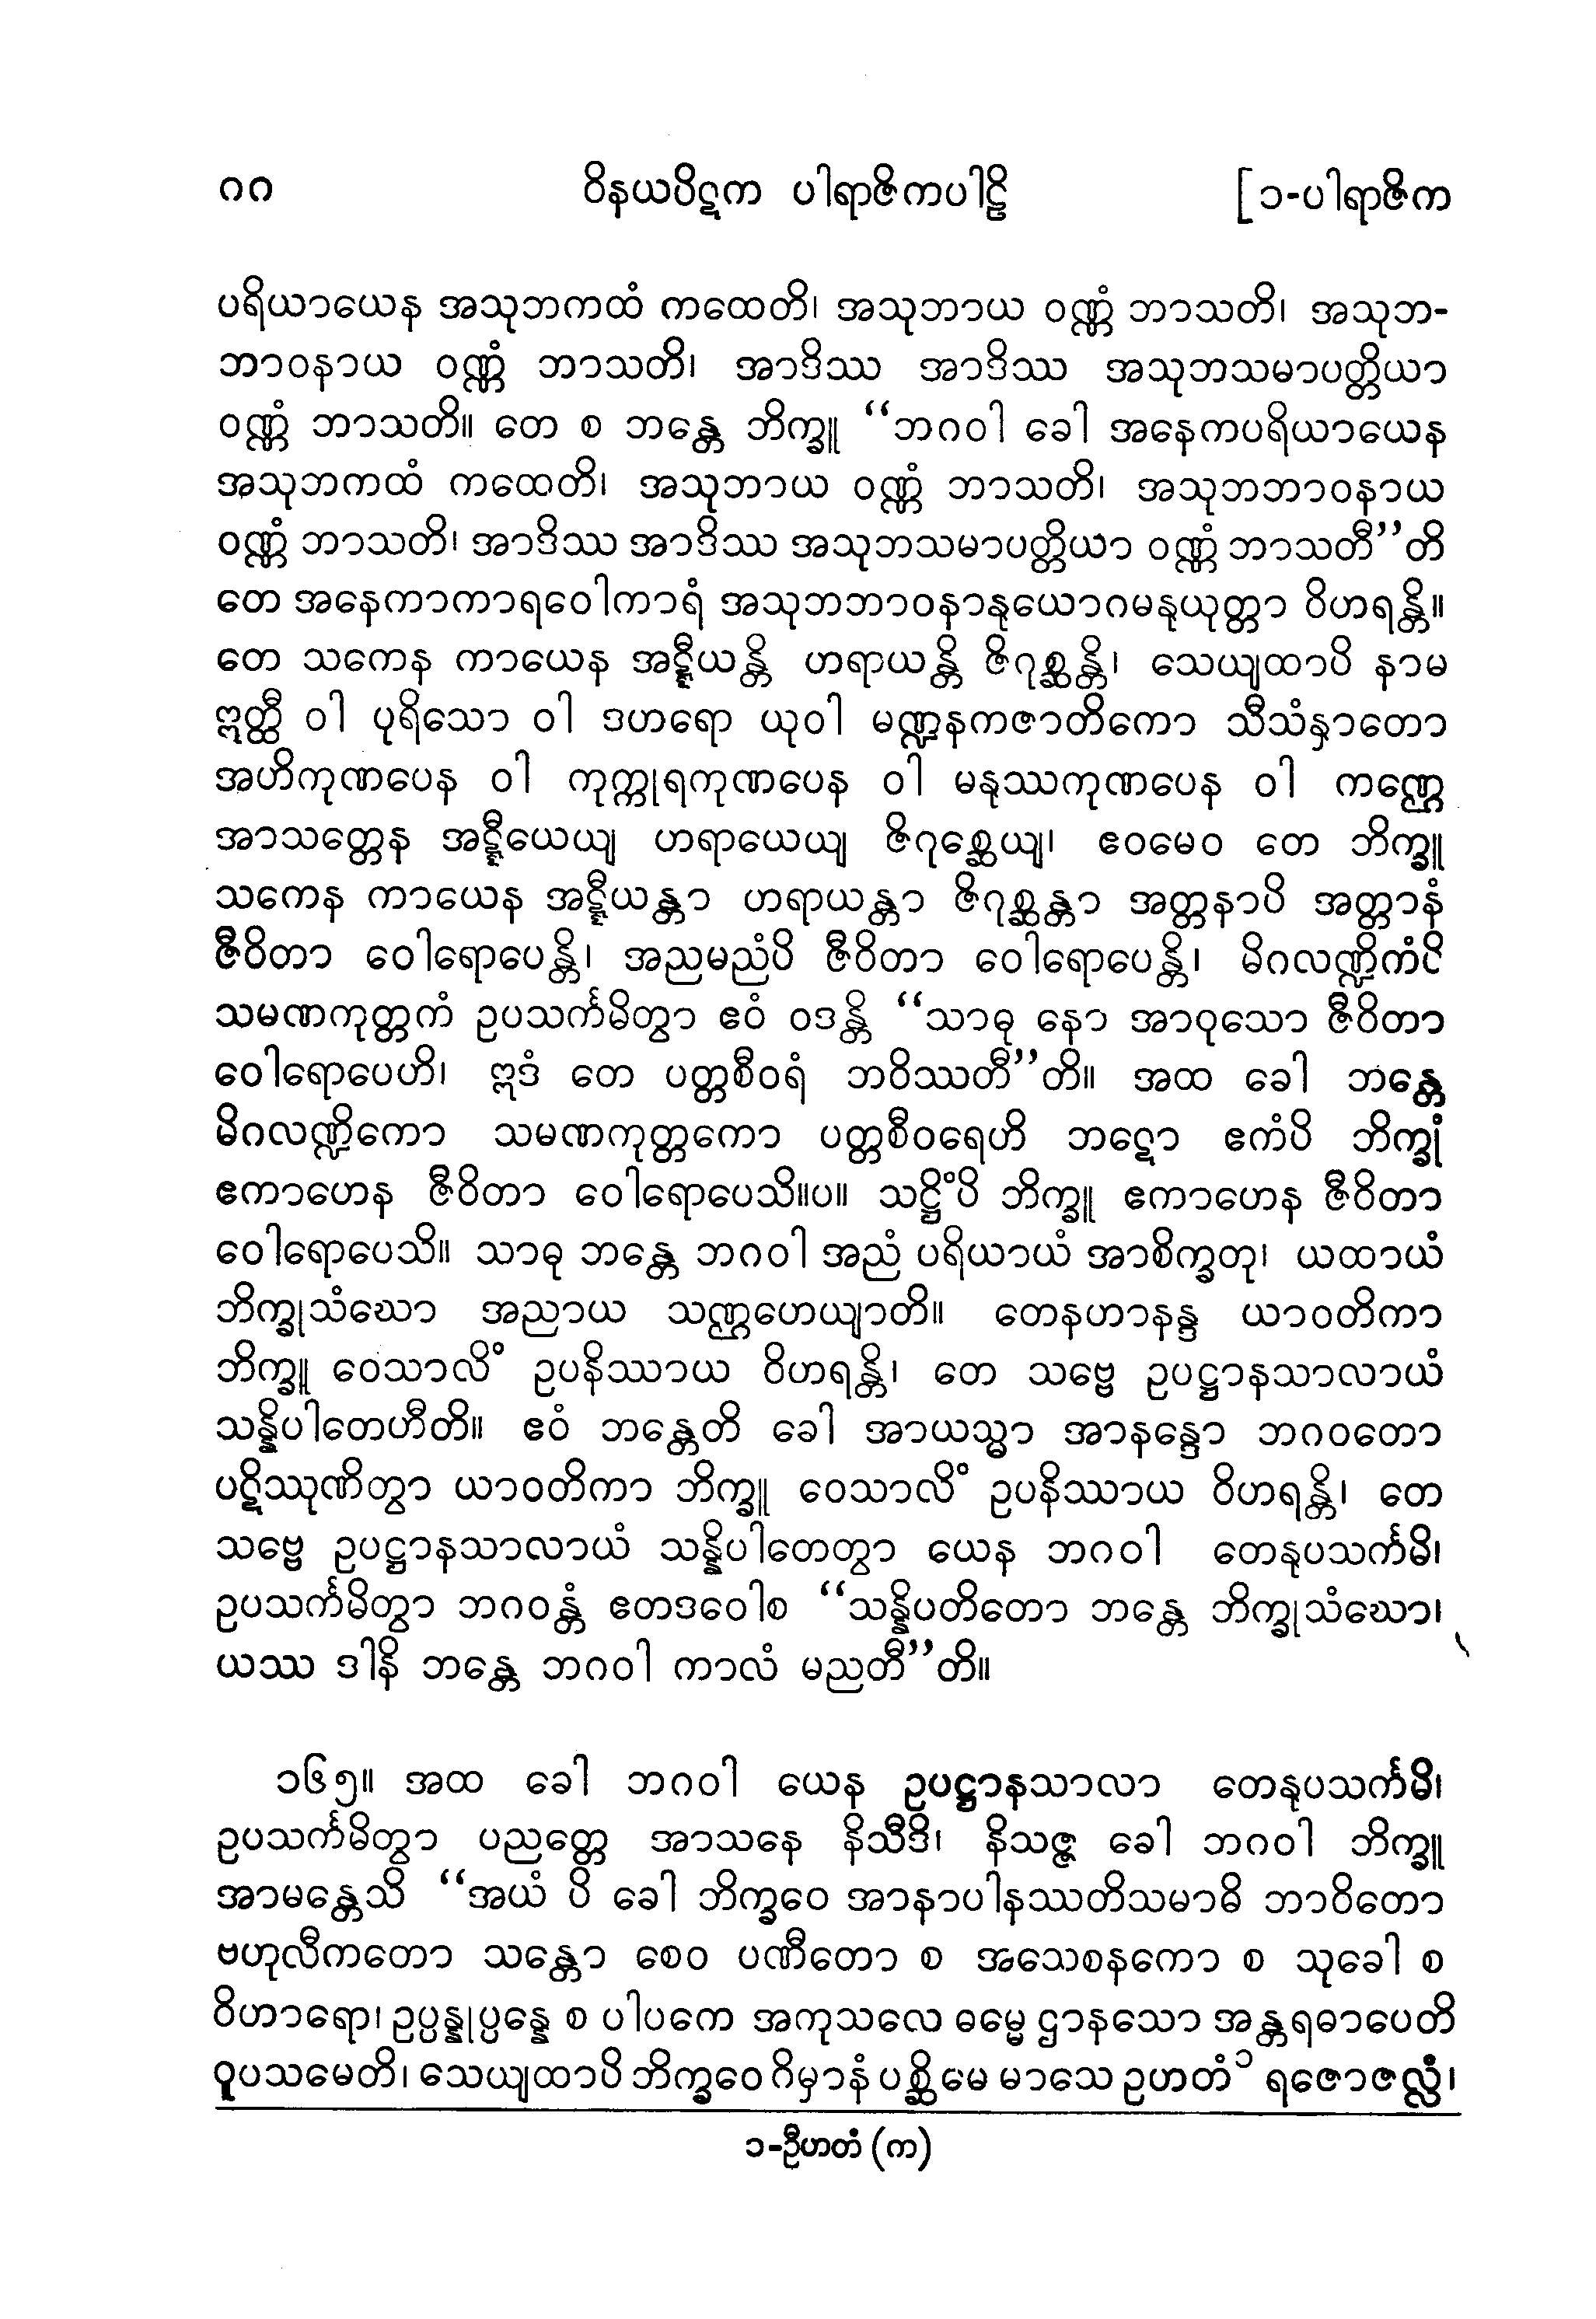 ၈၈ ဝိနယပိဋက ပါရာဇိကပါဠိ [၁-ပါရာဇိက
ပရိယာယေန အသုဘကထံ ကထေတိ၊ အသုဘာယ ဝဏ္ဏံ ဘာသတိ၊ အသုဘ-
ဘာဝနာယ ဝဏ္ဏံ ဘာသတိ၊ အာဒိဿ အာဒိဿ အသုဘသမာပတ္တိယာ
ဝဏ္ဏံ ဘာသတိ။ တေ စ ဘန္တေ ဘိက္ခူ “ဘဂဝါ ခေါ အနေကပရိယာယေန
အသုဘကထံ ကထေတိ၊ အသုဘာယ ဝဏ္ဏံ ဘာသတိ၊ အသုဘဘာဝနာယ
ဝဏ္ဏံ ဘာသတိ၊ အာဒိဿ အာဒိဿ အသုဘသမာပတ္တိယာ ဝဏ္ဏံ ဘာသတီ”တိ
တေ အနေကာကာရဝေါကာရံ အသုဘဘာဝနာနုယောဂမနုယုတ္တာ ဝိဟရန္တိ။
တေ သကေန ကာယေန အဋ္ဋီယန္တိ ဟရာယန္တိ ဇိဂုစ္ဆန္တိ၊ သေယျထာပိ နာမ
ဣတ္ထီ ဝါ ပုရိသော ဝါ ဒဟရော ယုဝါ မဏ္ဍနကဇာတိကော သီသံနှာတော
အဟိကုဏပေန ဝါ ကုက္ကုရကုဏပေန ဝါ မနုဿကုဏပေန ဝါ ကဏ္ဌေ
အာသတ္တေန အဋ္ဋီယေယျ ဟရာယေယျ ဇိဂုစ္ဆေယျ၊ ဧဝမေဝ တေ ဘိက္ခူ
သကေန ကာယေန အဋ္ဋီယန္တာ ဟရာယန္တာ ဇိဂုစ္ဆန္တာ အတ္တနာပိ အတ္တာနံ
ဇီဝိတာ ဝေါရောပေန္တိ၊ အညမညံပိ ဇီဝိတာ ဝေါရောပေန္တိ၊ မိဂလဏ္ဍိကံပိ
သမဏကုတ္တကံ ဥပသင်္ကမိတွာ ဧဝံ ဝဒန္တိ “သာဓု နော အာဝုသော ဇီဝိတာ
ဝေါရောပေဟိ၊ ဣဒံ တေ ပတ္တစီဝရံ ဘဝိဿတီ”တိ။ အထ ခေါ ဘန္တေ
မိဂလဏ္ဍိကော သမဏကုတ္တကော ပတ္တစီဝရေဟိ ဘဋော ဧကံပိ ဘိက္ခုံ
ဧကာဟေန ဇီဝိတာ ဝေါရောပေသိ။ပ။ သဋ္ဌိံပိ ဘိက္ခူ ဧကာဟေန ဇီဝိတာ
ဝေါရောပေသိ။ သာဓု ဘန္တေ ဘဂဝါ အညံ ပရိယာယံ အာစိက္ခတု၊ ယထာယံ
ဘိက္ခုသံဃော အညာယ သဏ္ဌဟေယျာတိ။ တေနဟာနန္ဒ ယာဝတိကာ
ဘိက္ခူ ဝေသာလိံ ဥပနိဿာယ ဝိဟရန္တိ၊ တေ သဗ္ဗေ ဥပဋ္ဌာနသာလာယံ
သန္နိပါတေဟီတိ။ ဧဝံ ဘန္တေတိ ခေါ အာယသ္မာ အာနန္ဒော ဘဂဝတော
ပဋိဿုဏိတွာ ယာဝတိကာ ဘိက္ခူ ဝေသာလိံ ဥပနိဿာယ ဝိဟရန္တိ၊ တေ
သဗ္ဗေ ဥပဋ္ဌာနသာလာယံ သန္နိပါတေတွာ ယေန ဘဂဝါ တေနုပသင်္ကမိ၊
ဥပသင်္ကမိတွာ ဘဂဝန္တံ ဧတဒဝေါစ “သန္နိပတိတော ဘန္တေ ဘိက္ခုသံဃော၊
ယဿ ဒါနိ ဘန္တေ ဘဂဝါ ကာလံ မညတီ”တိ။
၁၆၅။ အထ ခေါ ဘဂဝါ ယေန ဥပဋ္ဌာနသာလာ တေနုပသင်္ကမိ၊
ဥပသင်္ကမိတွာ ပညတ္တေ အာသနေ နိသီဒိ၊ နိသဇ္ဇ ခေါ ဘဂဝါ ဘိက္ခူ
အာမန္တေသိ “အယံ ပိ ခေါ ဘိက္ခဝေ အာနာပါနဿတိသမာဓိ ဘာဝိတော
ဗဟုလီကတော သန္တော စေဝ ပဏီတော စ အသေစနကော စ သုခေါ စ
ဝိဟာရော၊ ဥပ္ပန္နုပ္ပန္နေ စ ပါပကေ အကုသလေ ဓမ္မေ ဌာနသော အန္တရဓာပေတိ
ဝူပသမေတိ၊ သေယျထာပိ ဘိက္ခဝေ ဂိမှာနံ ပစ္ဆိမေ မာသေ ဥဟတံ၁ ရဇောဇလ္လံ၊
၁-ဦဟတံ (က)